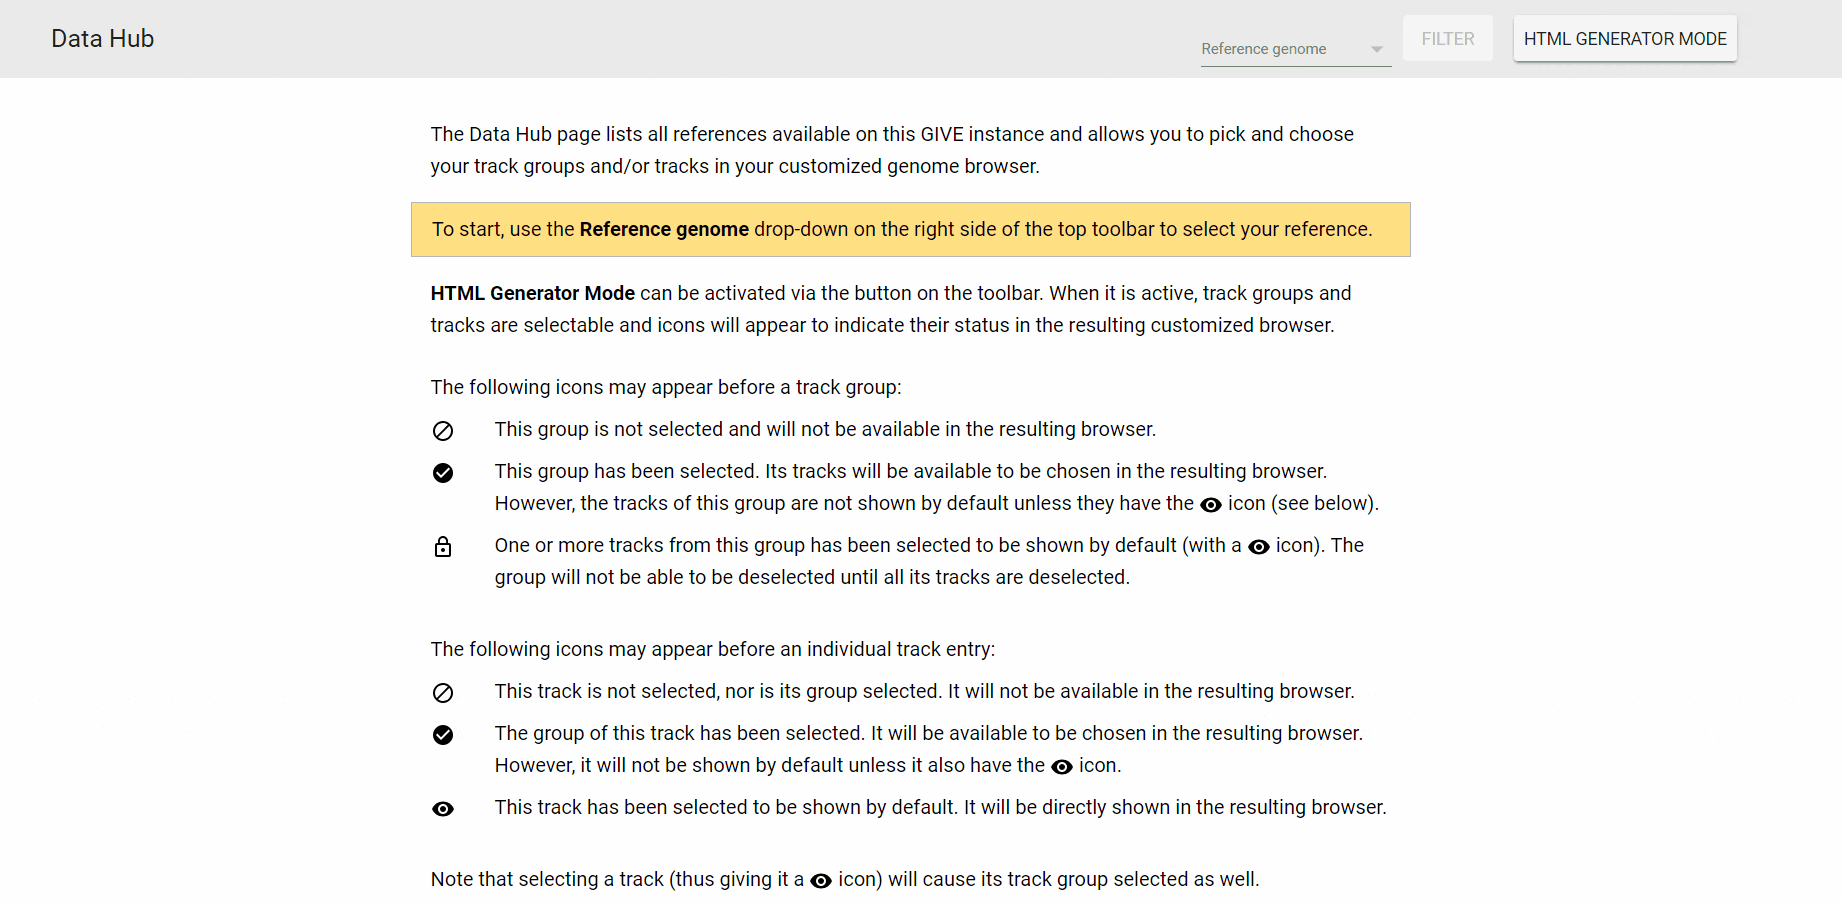 Data Hub
Reference genome
FILTER
HTML GENERATOR MODE
The Data Hub page lists all references available on this GIVE instance and allows you to pick and choose
your track groups and/or tracks in your customized genome browser.
To start, use the Reference genome drop-down on the right side of the top toolbar to select your reference.
HTML Generator Mode can be activated via the button on the toolbar. When it is active, track groups and
tracks are selectable and icons will appear to indicate their status in the resulting customized browser.
The following icons may appear before a track group:
This group is not selected and will not be available in the resulting browser.
This group has been selected. Its tracks will be available to be chosen in the resulting browser.
However, the tracks of this group are not shown by default unless they have the icon (see below).
One or more tracks from this group has been selected to be shown by default (with a icon). The
group will not be able to be deselected until all its tracks are deselected.
The following icons may appear before an individual track entry:
This track is not selected, nor is its group selected. It will not be available in the resulting browser.
The group of this track has been selected. It will be available to be chosen in the resulting browser.
However, it will not be shown by default unless it also have the icon.
This track has been selected to be shown by default. It will be directly shown in the resulting browser.
Note that selecting a track (thus giving it a icon) will cause its track group selected as well.